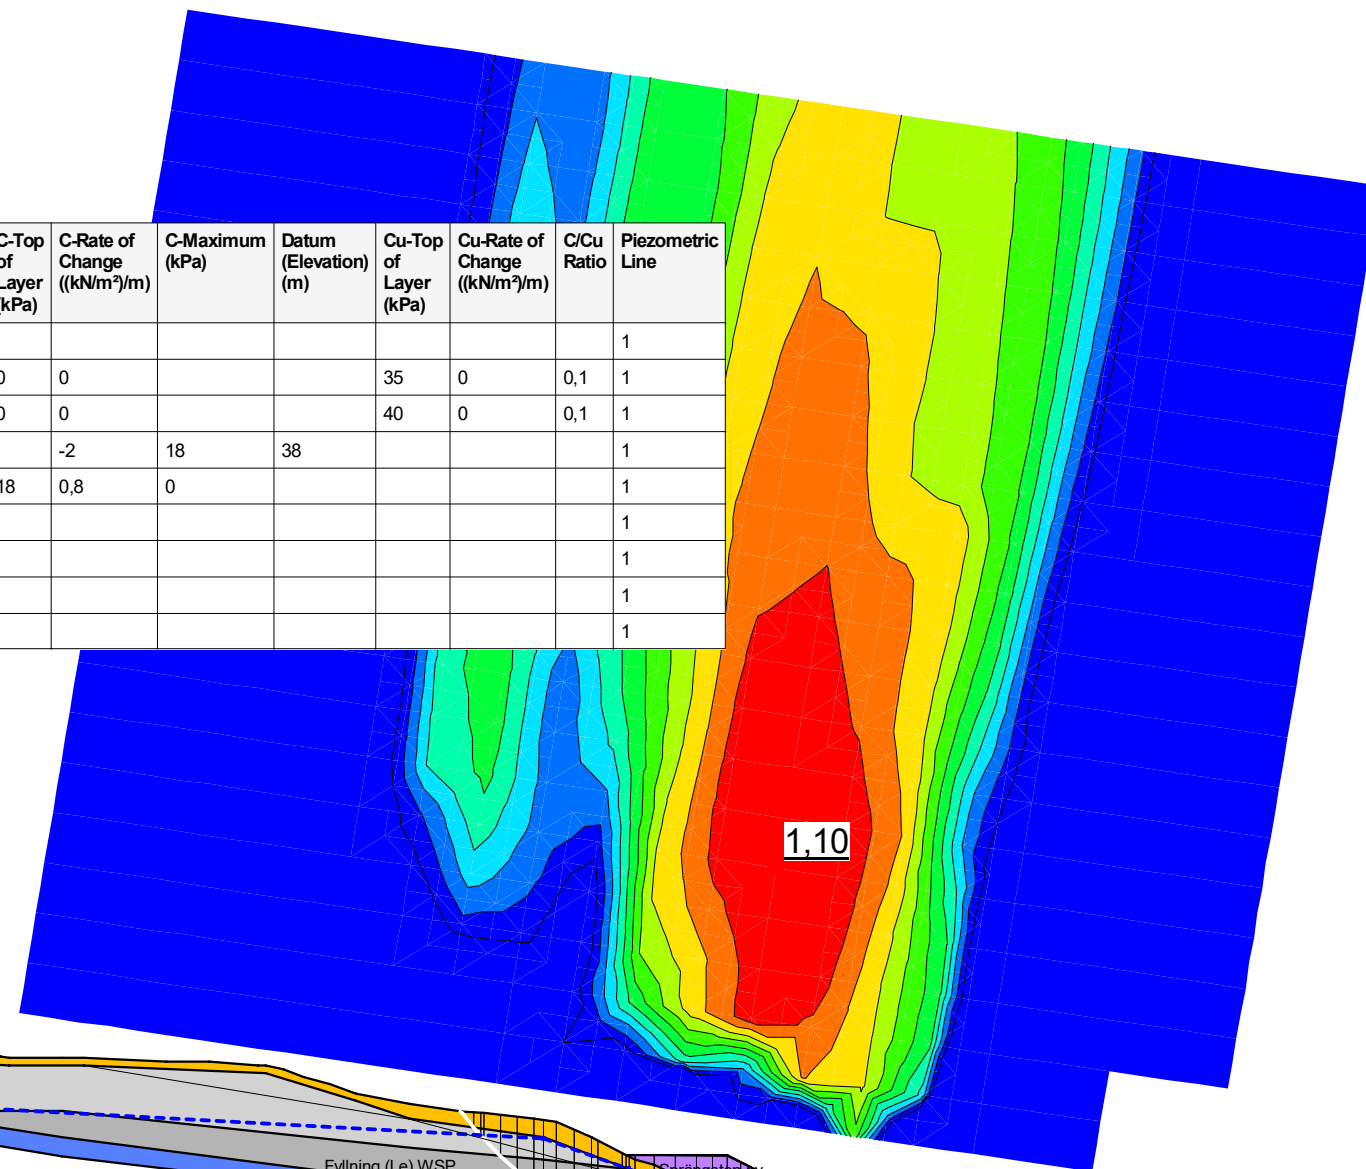 C-Top of Layer (kPa) C-Rate of Change ((kN/m²)/m) C-Maximum (kPa) Datum (Elevation) (m) Cu-Top of Layer (kPa) Cu-Rate of Change ((kN/m²)/m) C/Cu Ratio Piezometric Line
1
0 0 35 0 0,1 1
0 0 40 0 0,1 1
-2 18 38 1
18 0,8 0 1
1
1
1
1
1,10
Fyllning (Le) WSP